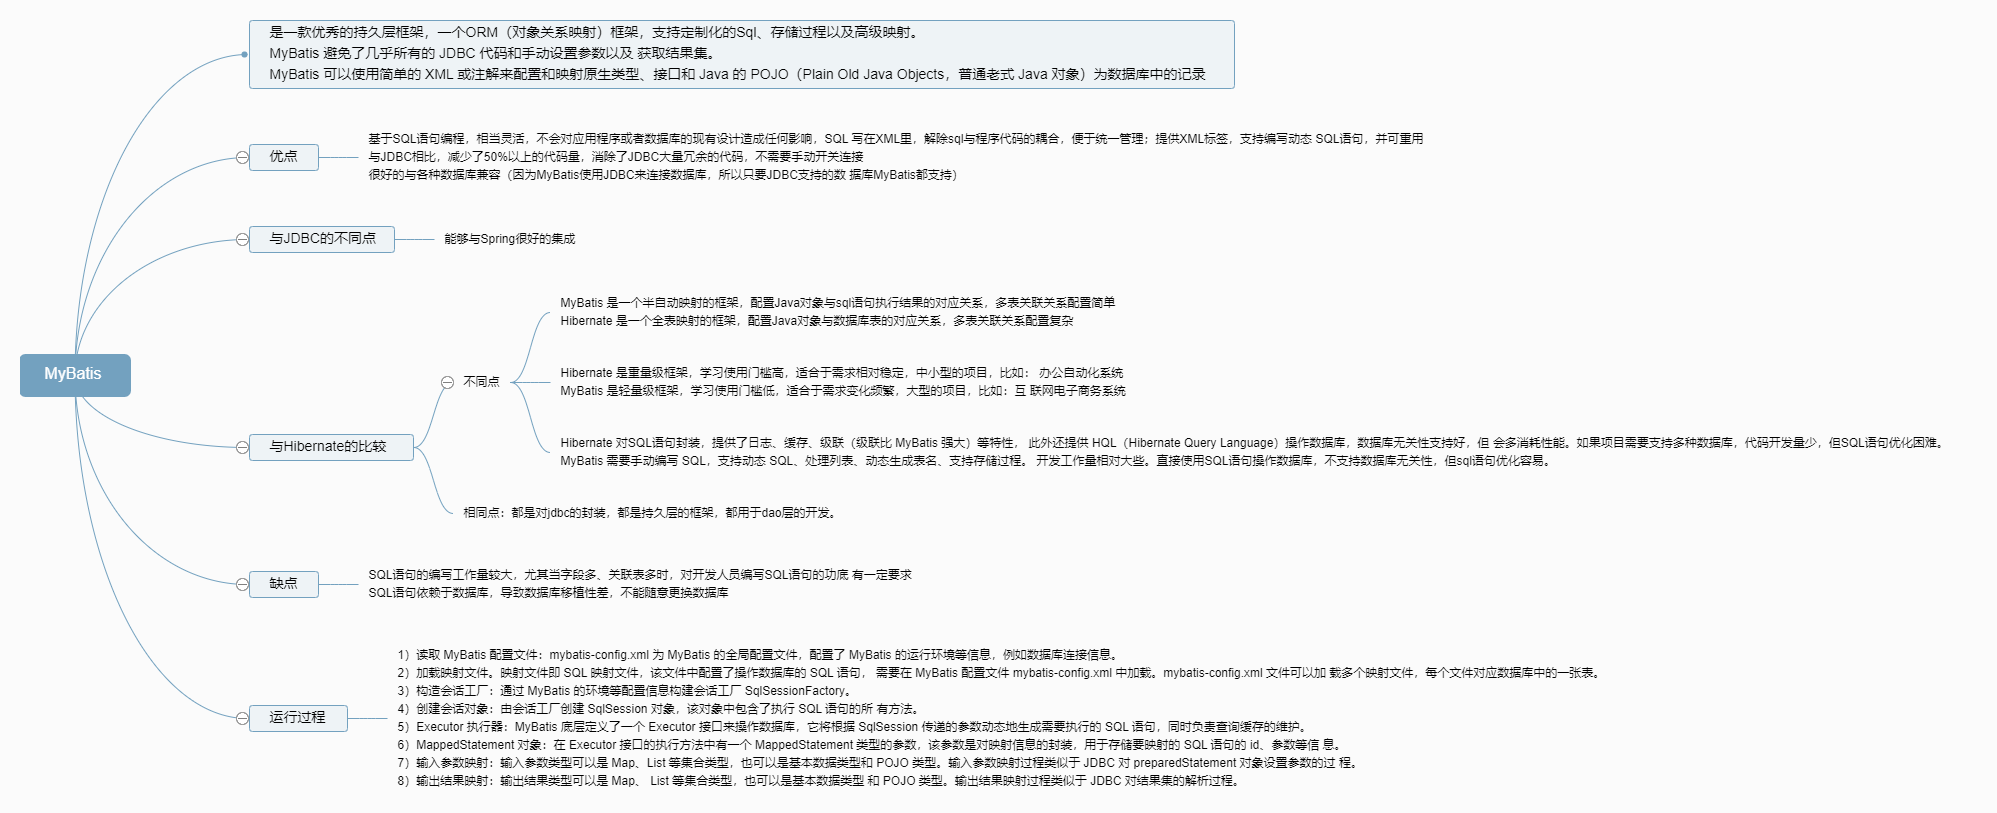 是一款优秀的持久层框架，一个ORM（对象关系映射）框架，支持定制化的Sql、存储过程以及高级映射。
MyBatis 避免了几乎所有的 JDBC 代码和手动设置参数以及 获取结果集。
MyBatis 可以使用简单的 XML 或注解来配置和映射原生类型、接口和 Java 的 POJO（Plain Old Java Objects，普通老式 Java 对象）为数据库中的记录
优点
基于SQL语句编程，相当灵活，不会对应用程序或者数据库的现有设计造成任何影响，SQL 写在XML里，解除sql与程序代码的耦合，便于统一管理；提供XML标签，支持编写动态 SQL语句，并可重用
与JDBC相比，减少了50%以上的代码量，消除了JDBC大量冗余的代码，不需要手动开关连接
很好的与各种数据库兼容（因为MyBatis使用JDBC来连接数据库，所以只要JDBC支持的数 据库MyBatis都支持）
与JDBC的不同点
能够与Spring很好的集成
MyBatis
与Hibernate的比较
不同点
MyBatis 是一个半自动映射的框架，配置Java对象与sql语句执行结果的对应关系，多表关联关系配置简单
Hibernate 是一个全表映射的框架，配置Java对象与数据库表的对应关系，多表关联关系配置复杂
Hibernate 是重量级框架，学习使用门槛高，适合于需求相对稳定，中小型的项目，比如： 办公自动化系统
MyBatis 是轻量级框架，学习使用门槛低，适合于需求变化频繁，大型的项目，比如：互 联网电子商务系统
Hibernate 对SQL语句封装，提供了日志、缓存、级联（级联比 MyBatis 强大）等特性， 此外还提供 HQL（Hibernate Query Language）操作数据库，数据库无关性支持好，但 会多消耗性能。如果项目需要支持多种数据库，代码开发量少，但SQL语句优化困难。
MyBatis 需要手动编写 SQL，支持动态 SQL、处理列表、动态生成表名、支持存储过程。 开发工作量相对大些。直接使用SQL语句操作数据库，不支持数据库无关性，但sql语句优化容易。
相同点：都是对jdbc的封装，都是持久层的框架，都用于dao层的开发。
缺点
SQL语句的编写工作量较大，尤其当字段多、关联表多时，对开发人员编写SQL语句的功底 有一定要求
SQL语句依赖于数据库，导致数据库移植性差，不能随意更换数据库
运行过程
1）读取 MyBatis 配置文件：mybatis-config.xml 为 MyBatis 的全局配置文件，配置了 MyBatis 的运行环境等信息，例如数据库连接信息。
2）加载映射文件。映射文件即 SQL 映射文件，该文件中配置了操作数据库的 SQL 语句， 需要在 MyBatis 配置文件 mybatis-config.xml 中加载。mybatis-config.xml 文件可以加 载多个映射文件，每个文件对应数据库中的一张表。
3）构造会话工厂：通过 MyBatis 的环境等配置信息构建会话工厂 SqlSessionFactory。
4）创建会话对象：由会话工厂创建 SqlSession 对象，该对象中包含了执行 SQL 语句的所 有方法。
5）Executor 执行器：MyBatis 底层定义了一个 Executor 接口来操作数据库，它将根据 SqlSession 传递的参数动态地生成需要执行的 SQL 语句，同时负责查询缓存的维护。
6）MappedStatement 对象：在 Executor 接口的执行方法中有一个 MappedStatement 类型的参数，该参数是对映射信息的封装，用于存储要映射的 SQL 语句的 id、参数等信 息。
7）输入参数映射：输入参数类型可以是 Map、List 等集合类型，也可以是基本数据类型和 POJO 类型。输入参数映射过程类似于 JDBC 对 preparedStatement 对象设置参数的过 程。
8）输出结果映射：输出结果类型可以是 Map、 List 等集合类型，也可以是基本数据类型 和 POJO 类型。输出结果映射过程类似于 JDBC 对结果集的解析过程。